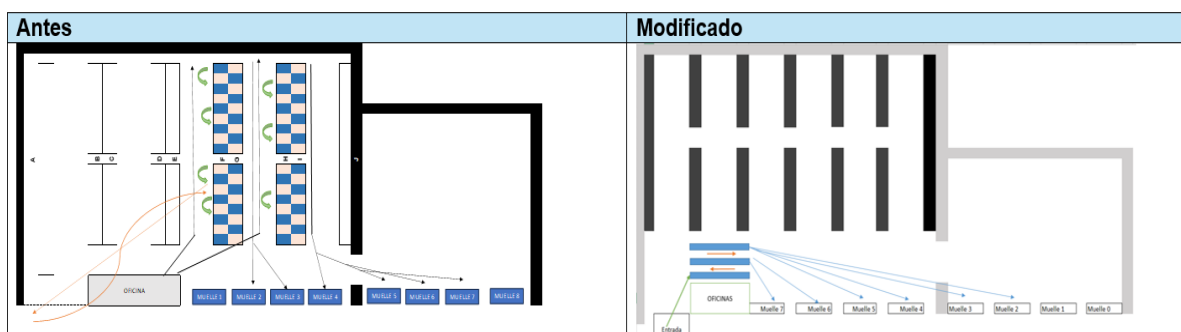 Antes
Modificado
A
B
C
D
E
F
G
H
I
J
OFICINA
MUELLE 1
MUELLE 2
MUELLE 3
MUELLE 4
MUELLE 5
MUELLE 6
MUELLE 7
MUELLE 8
OFICINAS
Muelle 7
Muelle 6
Muelle 5
Muelle 4
Muelle 3
Muelle 2
Muelle 1
Muelle 0
Entrada